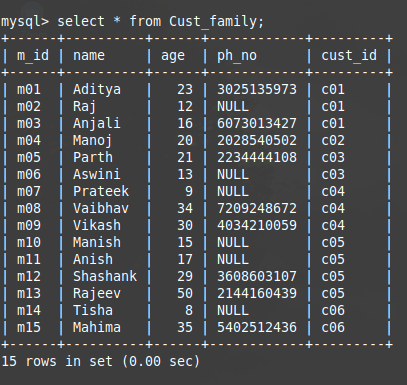 mysql> select * from Cust_family;
+------+----------+------+------------+---------+
| m_id | name     | age  | ph_no      | cust_id |
+------+----------+------+------------+---------+
| m01  | Aditya   |   23 | 3025135973 | c01     |
| m02  | Raj      |   12 | NULL       | c01     |
| m03  | Anjali   |   16 | 6073013427 | c01     |
| m04  | Manoj    |   20 | 2028540502 | c02     |
| m05  | Parth    |   21 | 2234444108 | c03     |
| m06  | Aswini   |   13 | NULL       | c03     |
| m07  | Prateek  |    9 | NULL       | c04     |
| m08  | Vaibhav  |   34 | 7209248672 | c04     |
| m09  | Vikash   |   30 | 4034210059 | c04     |
| m10  | Manish   |   15 | NULL       | c05     |
| m11  | Anish    |   17 | NULL       | c05     |
| m12  | Shashank |   29 | 3608603107 | c05     |
| m13  | Rajeev   |   50 | 2144160439 | c05     |
| m14  | Tisha    |    8 | NULL       | c06     |
| m15  | Mahima   |   35 | 5402512436 | c06     |
+------+----------+------+------------+---------+
15 rows in set (0.00 sec)